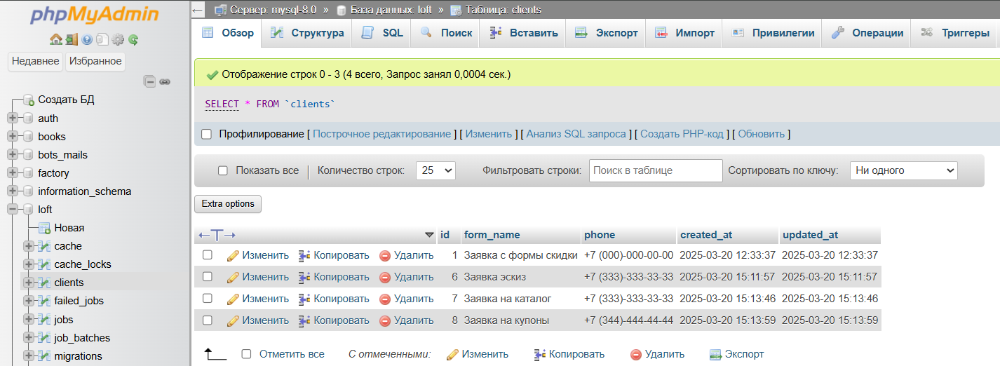 phpMyAdmin
Недавнее Избранное
Создать БД
auth
books
bots_mails
factory
information_schema
loft
Новая
cache
cache_locks
clients
failed_jobs
jobs
job_batches
migrations
← Сервер: mysql-8.0 » База данных: loft » Таблица: clients
Обзор Структура SQL Поиск Вставить Экспорт Импорт Привилегии Операции Триггеры
Отображение строк 0 - 3 (4 всего, Запрос занял 0,0004 сек.)
SELECT * FROM `clients`
Профилирование [ Построчное редактирование ] [ Изменить ] [ Анализ SQL запроса ] [ Создать PHP-код ] [ Обновить ]
Показать все | Количество строк: 25 Фильтровать строки: Поиск в таблице Сортировать по ключу: Ни одного
Extra options
←T→ id form_name phone created_at updated_at
Изменить Копировать Удалить 1 Заявка с формы скидки +7 (000)-000-00-00 2025-03-20 12:33:37 2025-03-20 12:33:37
Изменить Копировать Удалить 6 Заявка эскиз +7 (333)-333-33-33 2025-03-20 15:11:57 2025-03-20 15:11:57
Изменить Копировать Удалить 7 Заявка на каталог +7 (333)-333-33-33 2025-03-20 15:13:46 2025-03-20 15:13:46
Изменить Копировать Удалить 8 Заявка на купоны +7 (344)-444-44-44 2025-03-20 15:13:59 2025-03-20 15:13:59
Отметить все С отмеченными: Изменить Копировать Удалить Экспорт